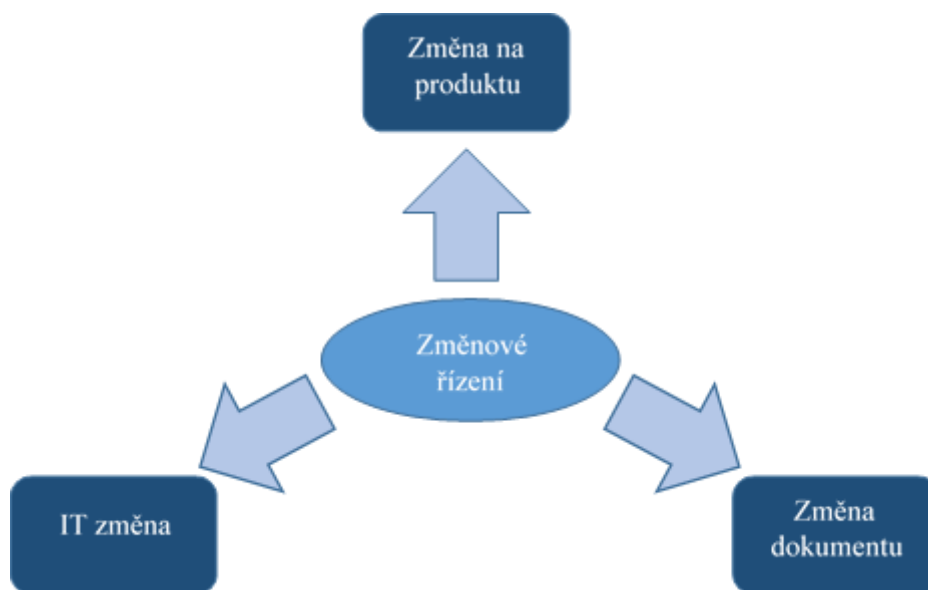 Změna na
produktu
Změnové
řízení
IT změna
Změna
dokumentu